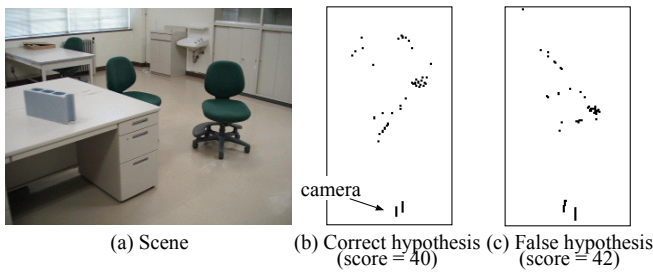 camera
(a) Scene
(b) Correct hypothesis
(score = 40)
(c) False hypothesis
(score = 42)